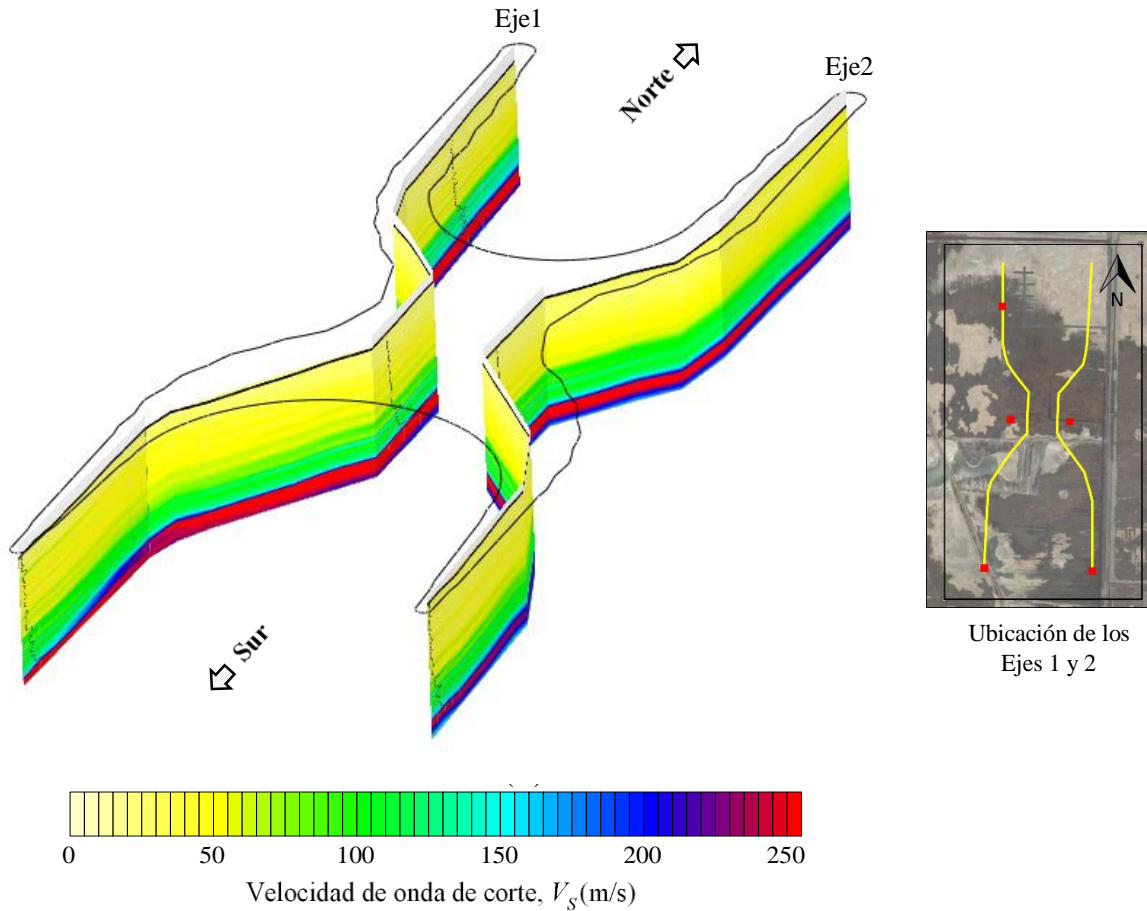 Eje1
Norte
Eje2
N
Ubicación de los
Ejes 1 y 2
Sur
0 50 100 150 200 250
Velocidad de onda de corte, V_S (m/s)